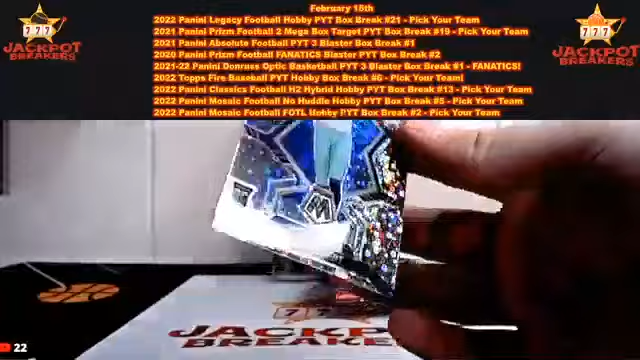 February 15th
2022 Panini Legacy Football Hobby PYT Box Break #21 - Pick Your Team
2021 Panini Prizm Football 2 Mega Box Target PYT Box Break #19 - Pick Your Team
2021 Panini Absolute Football PYT 3 Blaster Box Break #1
2020 Panini Prizm Football FANATICS Blaster PYT Box Break #2
2021-22 Panini Donruss Optic Basketball PYT 3 Blaster Box Break #1 - FANATICS!
2022 Topps Fire Baseball PYT Hobby Box Break #6 - Pick Your Team!
2022 Panini Classics Football H2 Hybrid Hobby PYT Box Break #13 - Pick Your Team
2022 Panini Mosaic Football No Huddle Hobby PYT Box Break #5 - Pick Your Team
2022 Panini Mosaic Football FOTL Hobby PYT Box Break #2 - Pick Your Team
777
JACKPOT
BREAKERS
777
JACKPOT
BREAKERS
M
77
JACKP
BREAKE
22